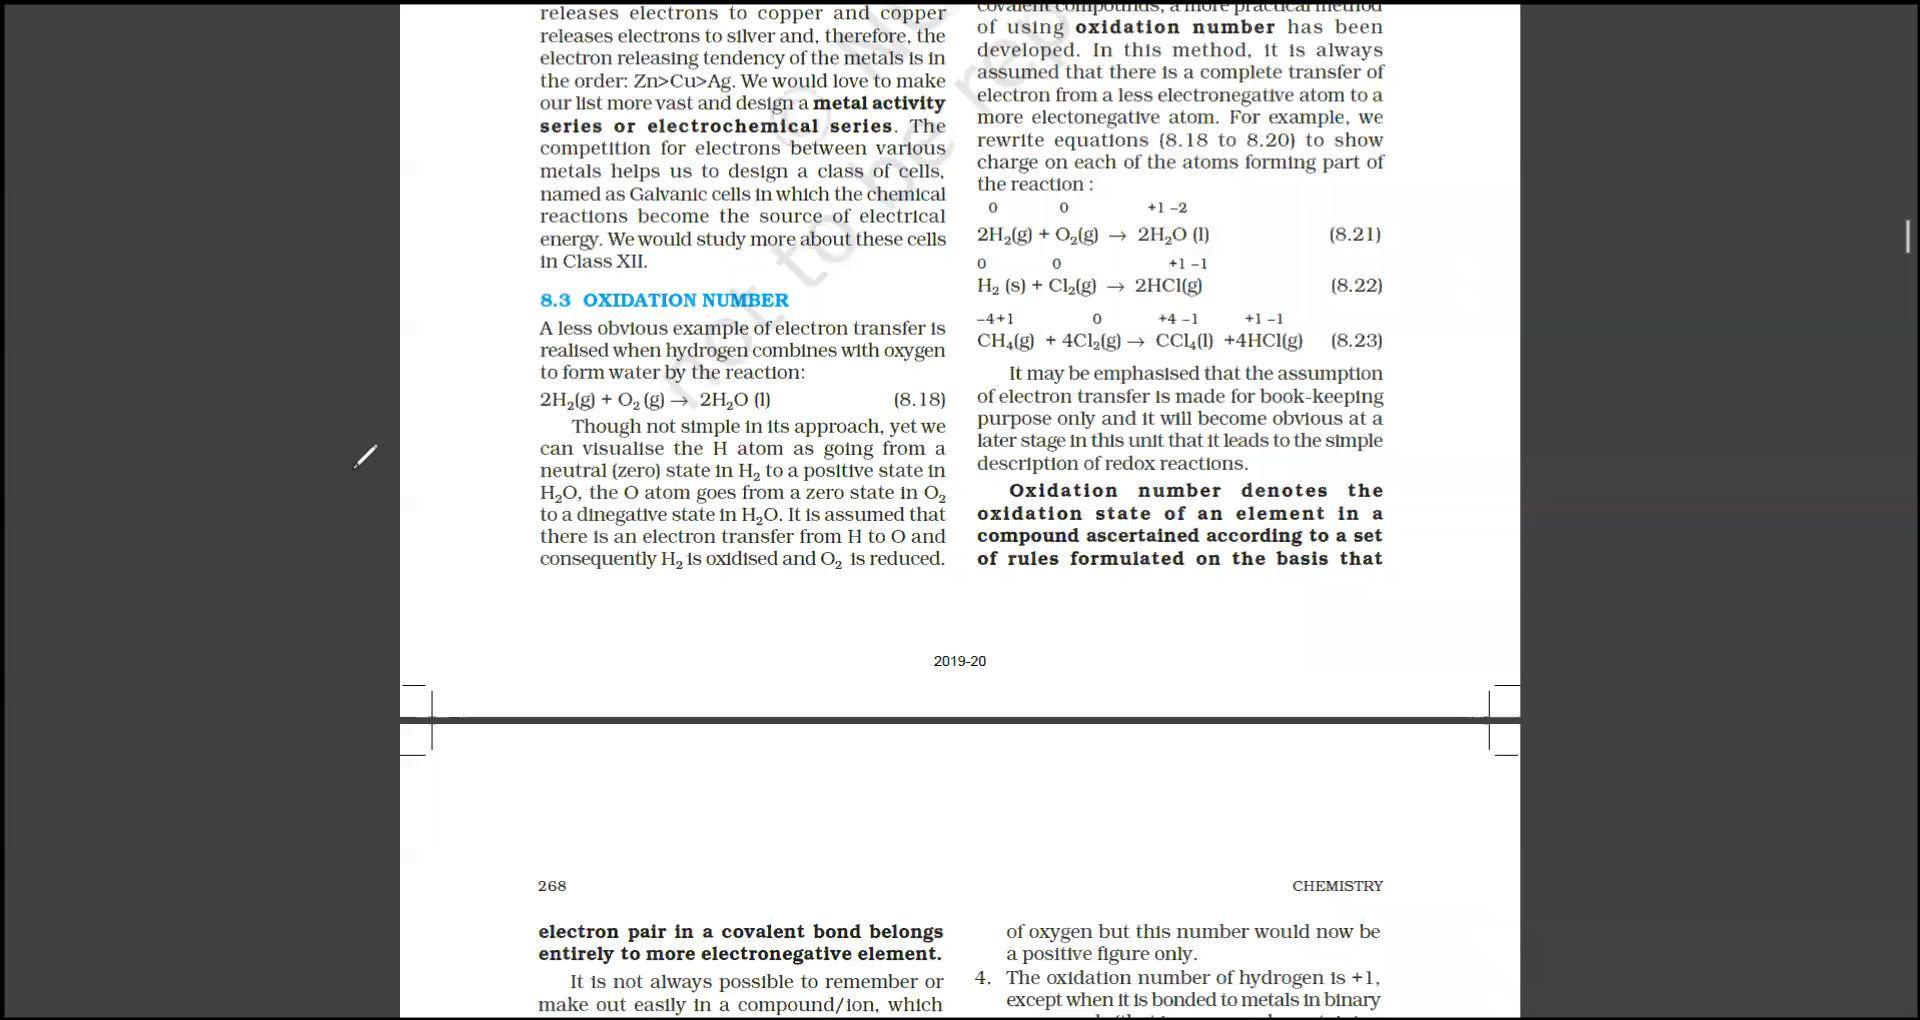 releases electrons to copper and copper
releases electrons to silver and, therefore, the
electron releasing tendency of the metals is in
the order: Zn>Cu>Ag. We would love to make
our list more vast and design a metal activity
series or electrochemical series. The
competition for electrons between various
metals helps us to design a class of cells,
named as Galvanic cells in which the chemical
reactions become the source of electrical
energy. We would study more about these cells
in Class XII.
8.3 OXIDATION NUMBER
A less obvious example of electron transfer is
realised when hydrogen combines with oxygen
to form water by the reaction:
2H₂(g) + O₂ (g) → 2H₂O (l) (8.18)
Though not simple in its approach, yet we
can visualise the H atom as going from a
neutral (zero) state in H₂ to a positive state in
H₂O, the O atom goes from a zero state in O₂
to a dinegative state in H₂O. It is assumed that
there is an electron transfer from H to O and
consequently H₂ is oxidised and O₂ is reduced.
covalent compounds, a more practical method
of using oxidation number has been
developed. In this method, it is always
assumed that there is a complete transfer of
electron from a less electronegative atom to a
more electonegative atom. For example, we
rewrite equations (8.18 to 8.20) to show
charge on each of the atoms forming part of
the reaction :
0 0 +1 –2
2H₂(g) + O₂(g) → 2H₂O (l) (8.21)
0 0 +1 –1
H₂ (s) + Cl₂(g) → 2HCl(g) (8.22)
–4+1 0 +4 –1 +1 –1
CH₄(g) + 4Cl₂(g) → CCl₄(l) +4HCl(g) (8.23)
It may be emphasised that the assumption
of electron transfer is made for book-keeping
purpose only and it will become obvious at a
later stage in this unit that it leads to the simple
description of redox reactions.
Oxidation number denotes the
oxidation state of an element in a
compound ascertained according to a set
of rules formulated on the basis that
not to be rep
©
2019-20
268 CHEMISTRY
electron pair in a covalent bond belongs
entirely to more electronegative element.
It is not always possible to remember or
make out easily in a compound/ion, which
of oxygen but this number would now be
a positive figure only.
4. The oxidation number of hydrogen is +1,
except when it is bonded to metals in binary